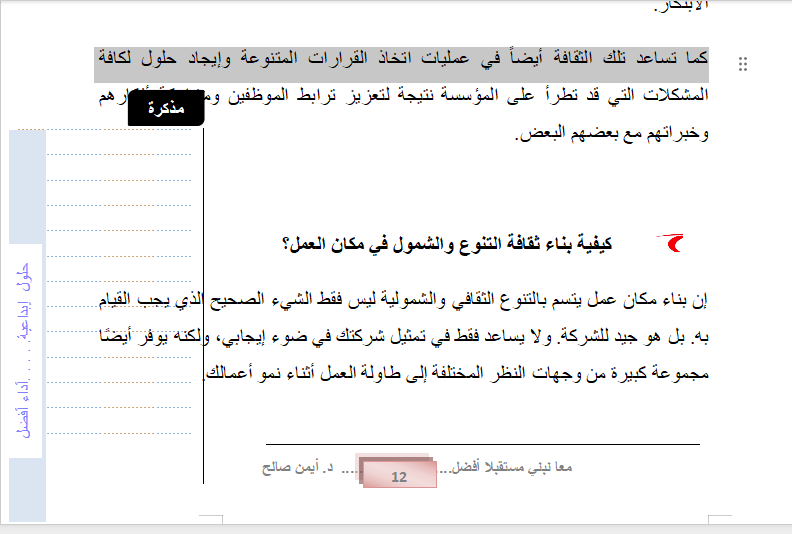 الابتكار.
كما تساعد تلك الثقافة أيضاً في عمليات اتخاذ القرارات المتنوعة وإيجاد حلول لكافة
المشكلات التي قد تطرأ على المؤسسة نتيجة لتعزيز ترابط الموظفين
وخبراتهم مع بعضهم البعض.
مذكرة
كيفية بناء ثقافة التنوع والشمول في مكان العمل؟
إن بناء مكان عمل يتسم بالتنوع الثقافي والشمولية ليس فقط الشيء الصحيح الذي يجب القيام
به. بل هو جيد للشركة. ولا يساعد فقط في تمثيل شركتك في ضوء إيجابي، ولكنه يوفر أيضًا
مجموعة كبيرة من وجهات النظر المختلفة إلى طاولة العمل أثناء نمو أعمالك.
حلول إبداعية.....أداء أفضل
معا نبني مستقبلا أفضل... .... د. أيمن صالح
12